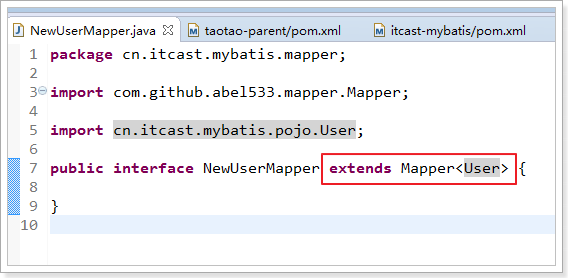 NewUserMapper.java taotao-parent/pom.xml itcast-mybatis/pom.xml
1 package cn.itcast.mybatis.mapper;
2
3 import com.github.abel533.mapper.Mapper;
4
5 import cn.itcast.mybatis.pojo.User;
6
7 public interface NewUserMapper extends Mapper<User> {
8
9 }
10